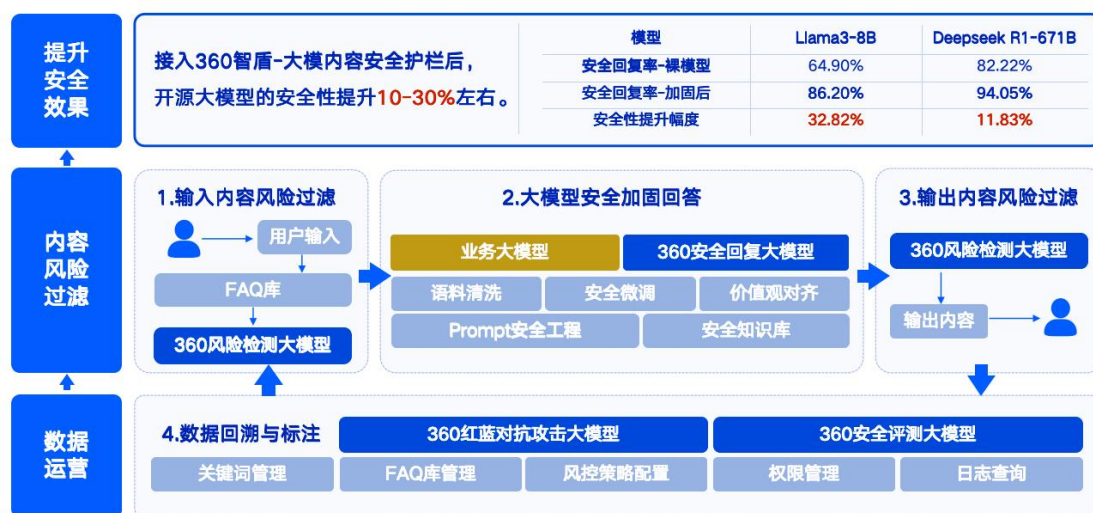 提升
安全
效果
接入360智盾-大模内容安全护栏后，
开源大模型的安全性提升10-30%左右。
模型 Llama3-8B Deepseek R1-671B
安全回复率-裸模型 64.90% 82.22%
安全回复率-加固后 86.20% 94.05%
安全性提升幅度 32.82% 11.83%
内容
风险
过滤
1.输入内容风险过滤
用户输入
FAQ库
360风险检测大模型
2.大模型安全加固回答
业务大模型 360安全回复大模型
语料清洗 安全微调 价值观对齐
Prompt安全工程 安全知识库
3.输出内容风险过滤
360风险检测大模型
输出内容
数据
运营
4.数据回溯与标注 360红蓝对抗攻击大模型 360安全评测大模型
关键词管理 FAQ库管理 风控策略配置 权限管理 日志查询